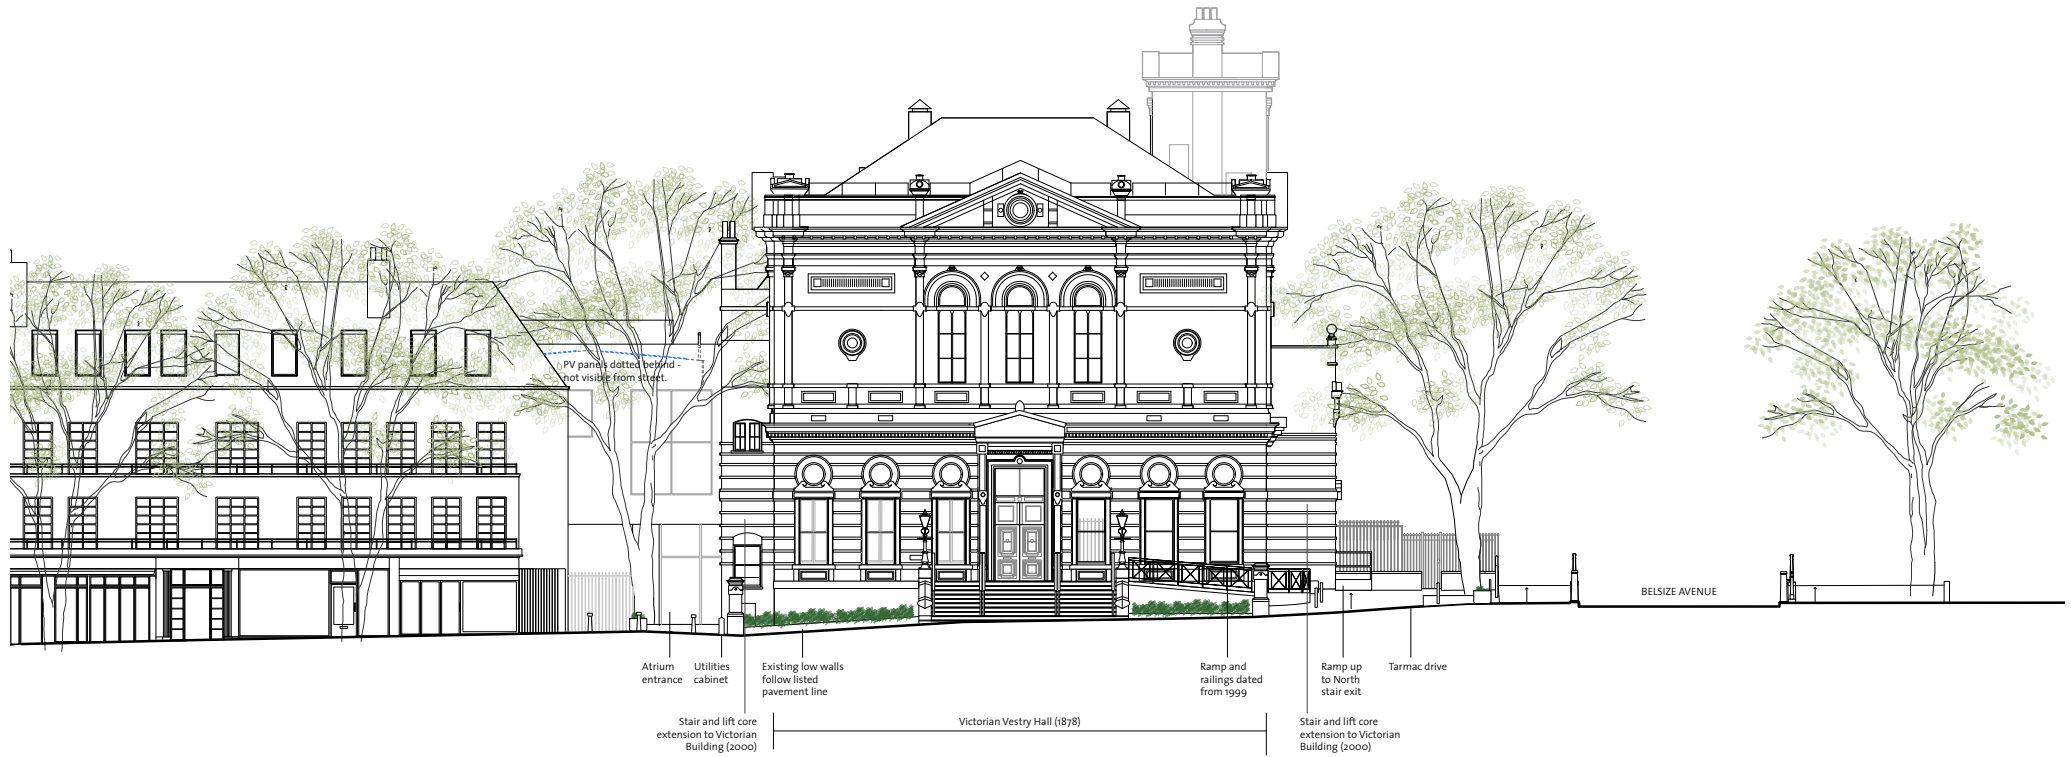 PV panels dotted behind -
not visible from street.
BELSIZE AVENUE
Atrium
entrance
Utilities
cabinet
Existing low walls
follow listed
pavement line
Ramp and
railings dated
from 1999
Ramp up
to North
stair exit
Tarmac drive
Stair and lift core
extension to Victorian
Building (2000)
Victorian Vestry Hall (1878)
Stair and lift core
extension to Victorian
Building (2000)